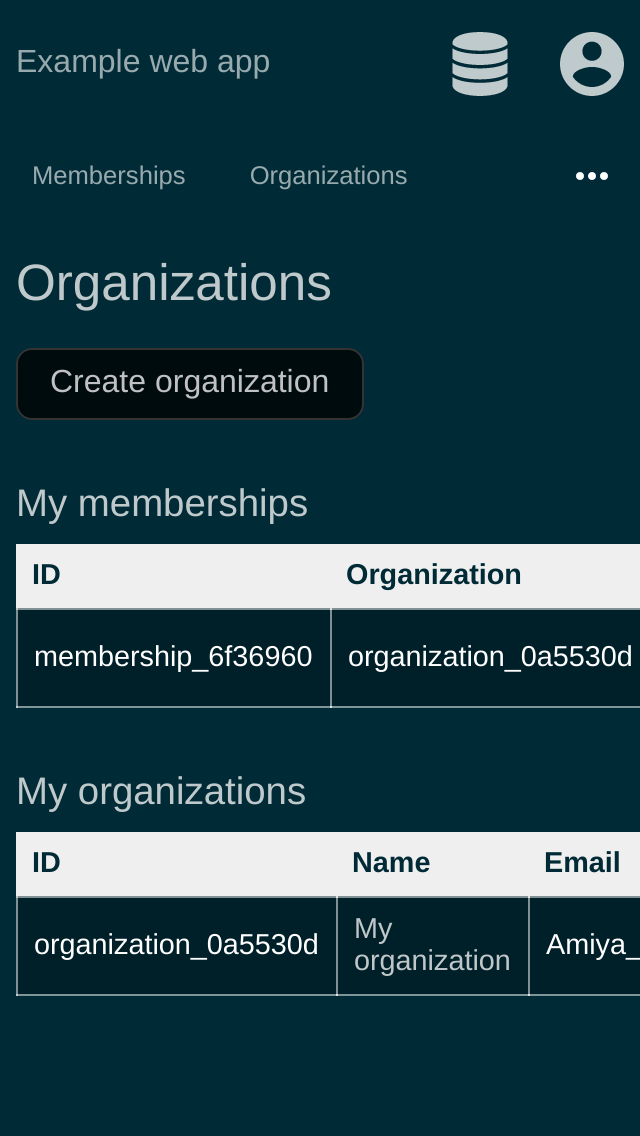 Example web app
Memberships Organizations
Organizations
Create organization
My memberships
ID Organization
membership_6f36960 organization_0a5530d
My organizations
ID Name Email
organization_0a5530d My organization Amiya_